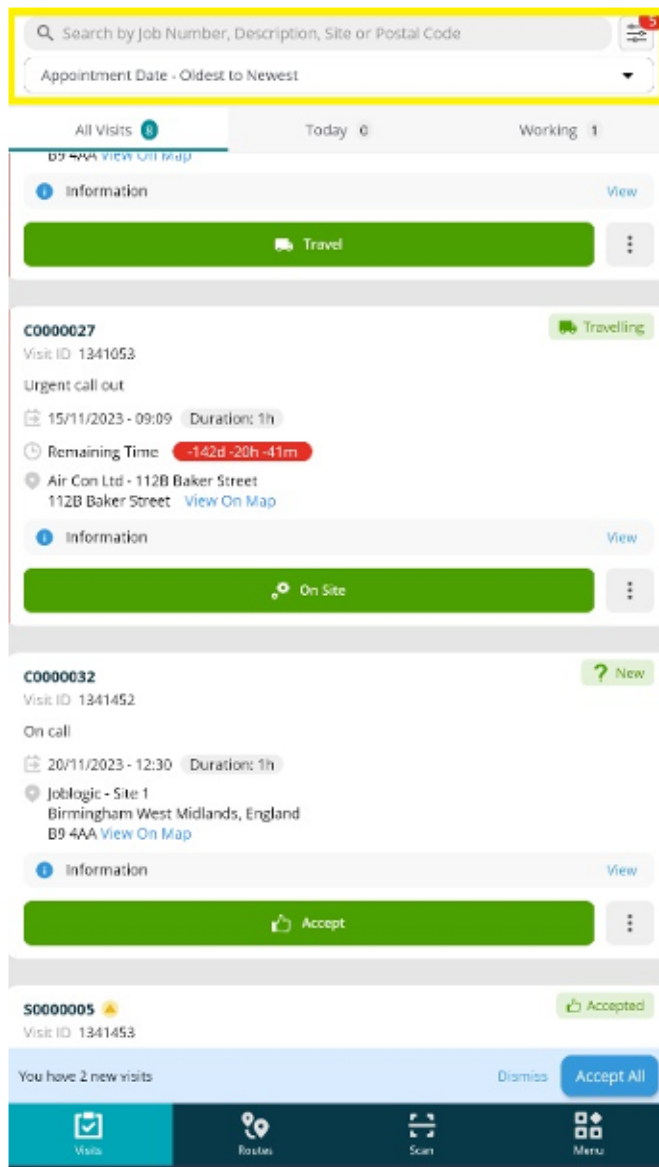 Search by Job Number, Description, Site or Postal Code
5
Appointment Date - Oldest to Newest
All Visits 8 Today 0 Working 1
B9 4AA View On Map
Information View
Travel
C0000027 Travelling
Visit ID 1341053
Urgent call out
15/11/2023 - 09:09 Duration: 1h
Remaining Time -142d -20h -41m
Air Con Ltd - 112B Baker Street
112B Baker Street View On Map
Information View
On Site
C0000032 New
Visit ID 1341452
On call
20/11/2023 - 12:30 Duration: 1h
Joblogic - Site 1
Birmingham West Midlands, England
B9 4AA View On Map
Information View
Accept
S0000005 Accepted
Visit ID 1341453
You have 2 new visits Dismiss Accept All
Visits Routes Scan Menu